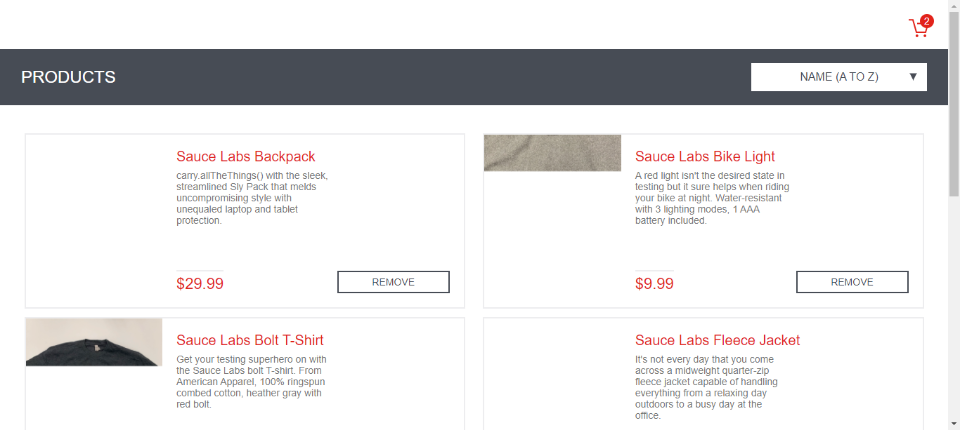 2
PRODUCTS
NAME (A TO Z)
Sauce Labs Backpack
carry.allTheThings() with the sleek,
streamlined Sly Pack that melds
uncompromising style with
unequaled laptop and tablet
protection.
$29.99
REMOVE
Sauce Labs Bike Light
A red light isn't the desired state in
testing but it sure helps when riding
your bike at night. Water-resistant
with 3 lighting modes, 1 AAA
battery included.
$9.99
REMOVE
Sauce Labs Bolt T-Shirt
Get your testing superhero on with
the Sauce Labs bolt T-shirt. From
American Apparel, 100% ringspun
combed cotton, heather gray with
red bolt.
Sauce Labs Fleece Jacket
It's not every day that you come
across a midweight quarter-zip
fleece jacket capable of handling
everything from a relaxing day
outdoors to a busy day at the
office.